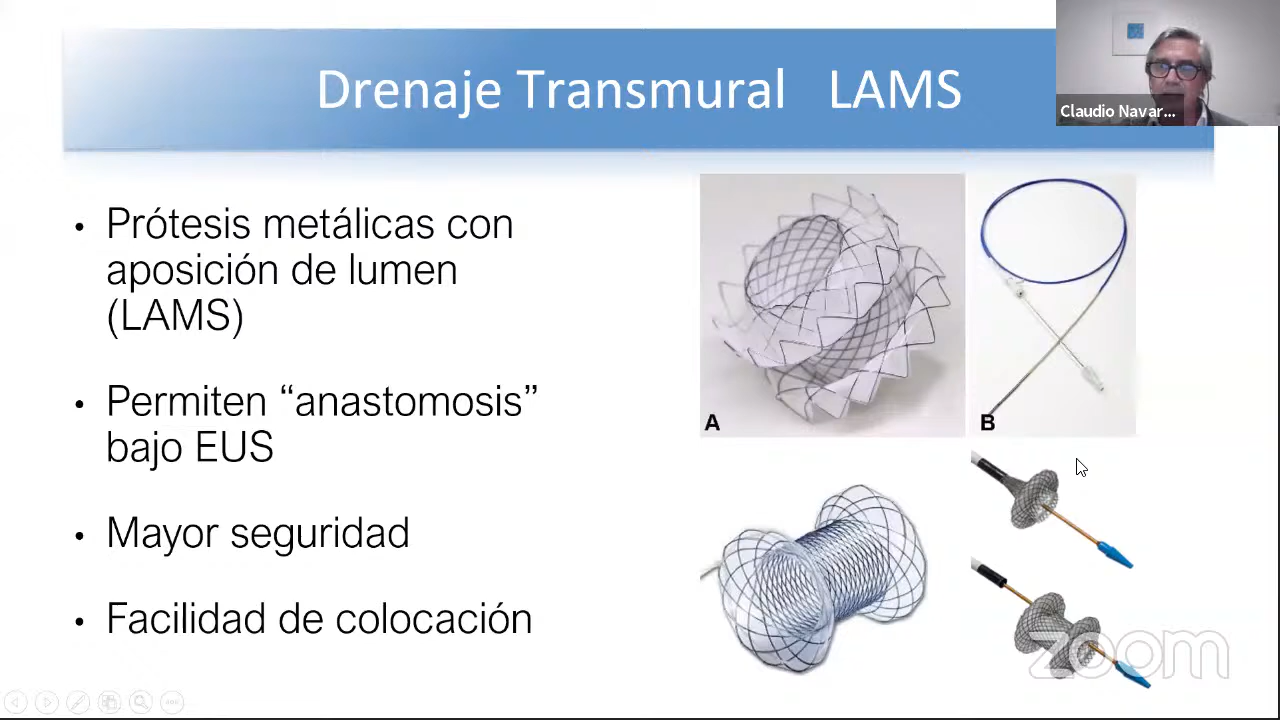 Drenaje Transmural LAMS
Claudio Navar...
• Prótesis metálicas con
aposición de lumen
(LAMS)
• Permiten “anastomosis”
bajo EUS
• Mayor seguridad
• Facilidad de colocación
A
B
zoom